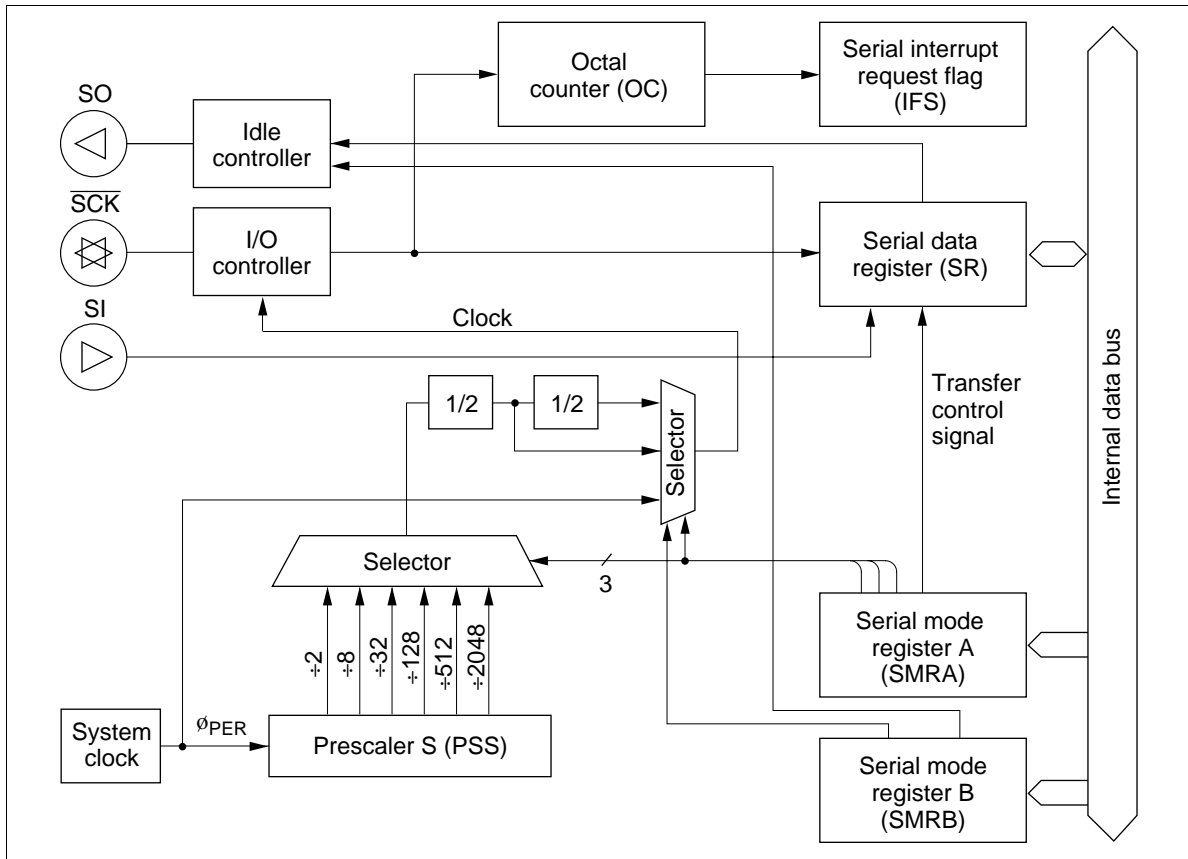 Octal
counter (OC)
Serial interrupt
request flag
(IFS)
SO
Idle
controller
SCK
I/O
controller
Serial data
register (SR)
SI
Clock
1/2
1/2
Selector
Transfer
control
signal
Internal data bus
Selector
3
÷2
÷8
÷32
÷128
÷512
÷2048
Serial mode
register A
(SMRA)
System
clock
øPER
Prescaler S (PSS)
Serial mode
register B
(SMRB)